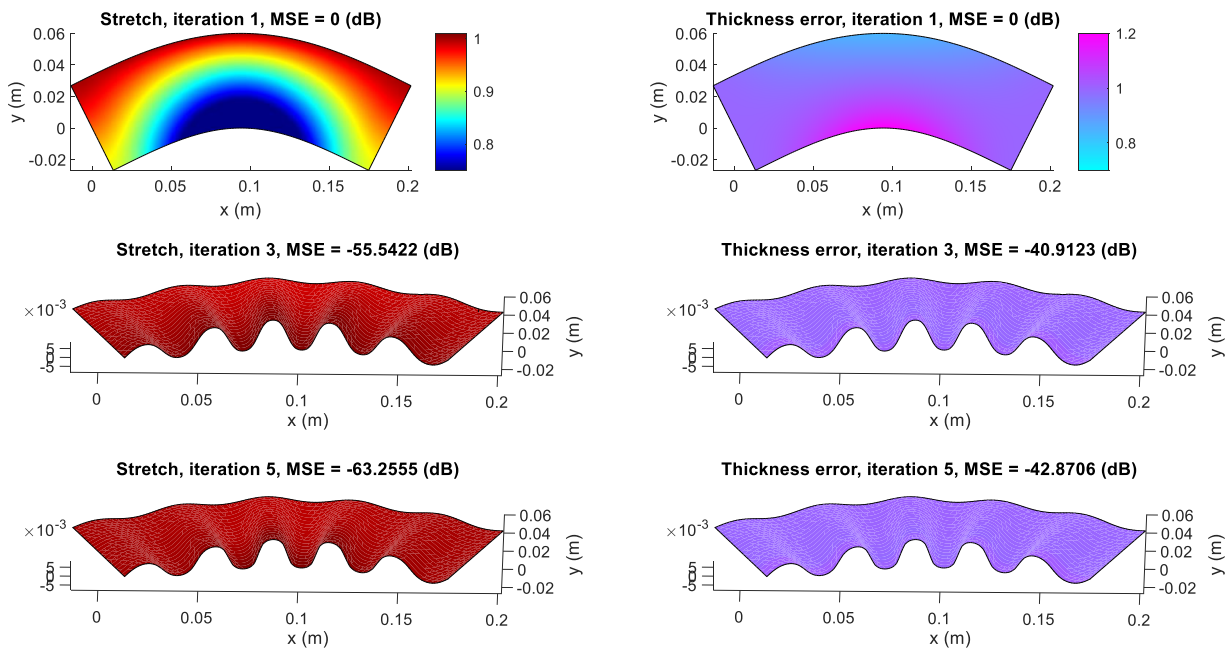 Stretch, iteration 1, MSE = 0 (dB)
0.06
0.04
0.02
0
-0.02
y (m)
0 0.05 0.1 0.15 0.2
x (m)
1
0.9
0.8
Thickness error, iteration 1, MSE = 0 (dB)
0.06
0.04
0.02
0
-0.02
y (m)
0 0.05 0.1 0.15 0.2
x (m)
1.2
1
0.8
Stretch, iteration 3, MSE = -55.5422 (dB)
×10⁻³
5
0
-5
0 0.05 0.1 0.15 0.2
x (m)
0.06
0.04
0.02
0
-0.02
y (m)
Thickness error, iteration 3, MSE = -40.9123 (dB)
×10⁻³
5
0
-5
0 0.05 0.1 0.15 0.2
x (m)
0.06
0.04
0.02
0
-0.02
y (m)
Stretch, iteration 5, MSE = -63.2555 (dB)
×10⁻³
5
0
-5
0 0.05 0.1 0.15 0.2
x (m)
0.06
0.04
0.02
0
-0.02
y (m)
Thickness error, iteration 5, MSE = -42.8706 (dB)
×10⁻³
5
0
-5
0 0.05 0.1 0.15 0.2
x (m)
0.06
0.04
0.02
0
-0.02
y (m)